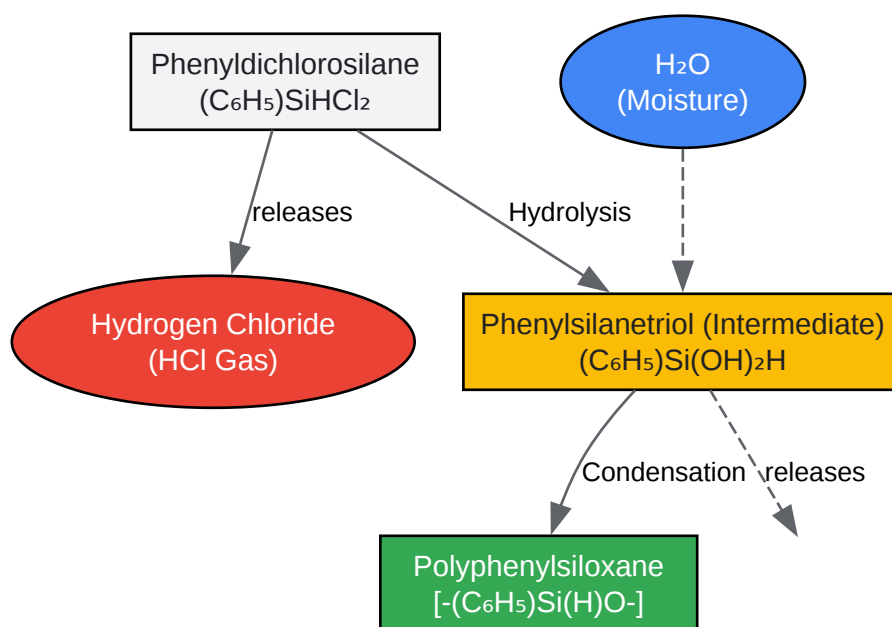 Phenyldichlorosilane
(C₆H₅)SiHCl₂
H₂O
(Moisture)
releases
Hydrolysis
Hydrogen Chloride
(HCl Gas)
Phenylsilanetriol (Intermediate)
(C₆H₅)Si(OH)₂H
Condensation
releases
Polyphenylsiloxane
[-(C₆H₅)Si(H)O-]